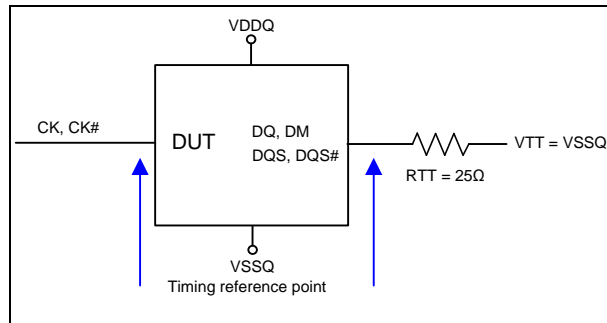 VDDQ
CK, CK#
DUT
DQ, DM
DQS, DQS#
VTT = VSSQ
RTT = 25Ω
VSSQ
Timing reference point